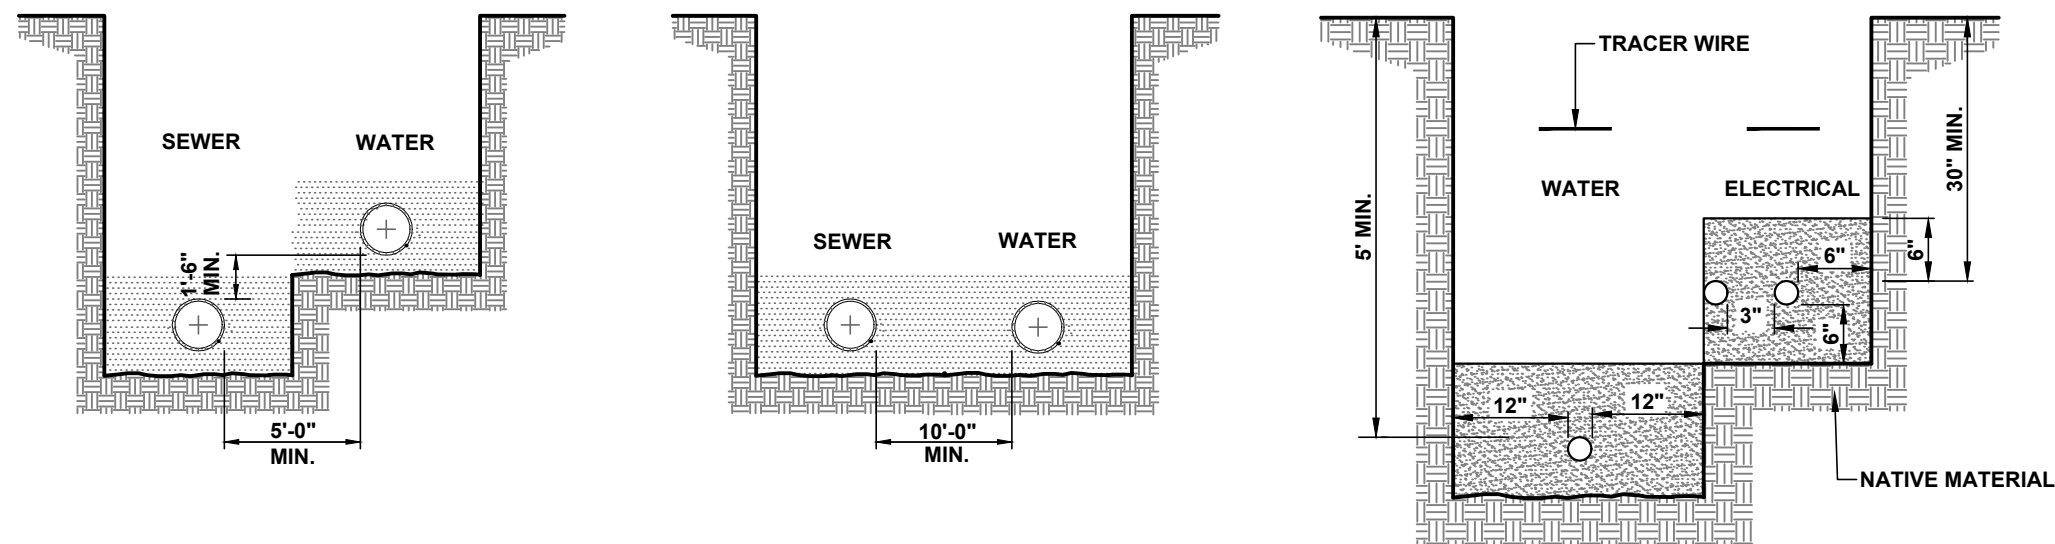 SEWER
WATER
1'-6"
MIN.
5'-0"
MIN.
SEWER
WATER
10'-0"
MIN.
TRACER WIRE
5' MIN.
30" MIN.
WATER
ELECTRICAL
6"
6"
3"
6"
12"
12"
NATIVE MATERIAL